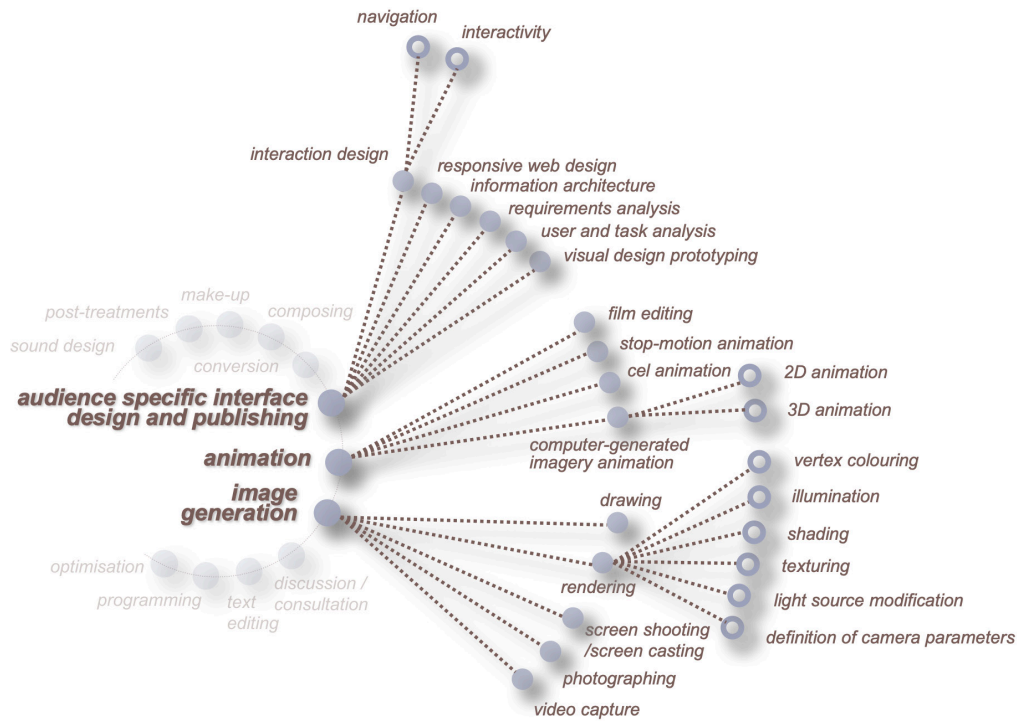 navigation
interactivity
interaction design
responsive web design
information architecture
requirements analysis
user and task analysis
visual design prototyping
make-up
post-treatments
composing
sound design
conversion
audience specific interface
design and publishing
film editing
stop-motion animation
cel animation
2D animation
3D animation
computer-generated
imagery animation
animation
image
generation
drawing
rendering
vertex colouring
illumination
shading
texturing
light source modification
definition of camera parameters
screen shooting
/screen casting
photographing
video capture
optimisation
programming
text
editing
discussion /
consultation